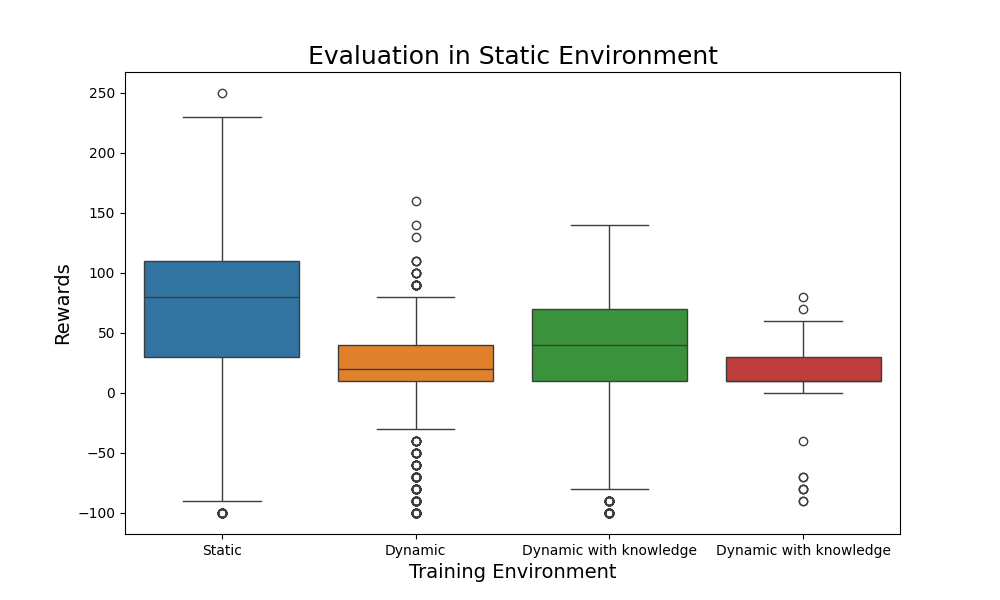 Evaluation in Static Environment
250
200
150
100
50
0
−50
−100
Rewards
Static Dynamic Dynamic with knowledge Dynamic with knowledge
Training Environment